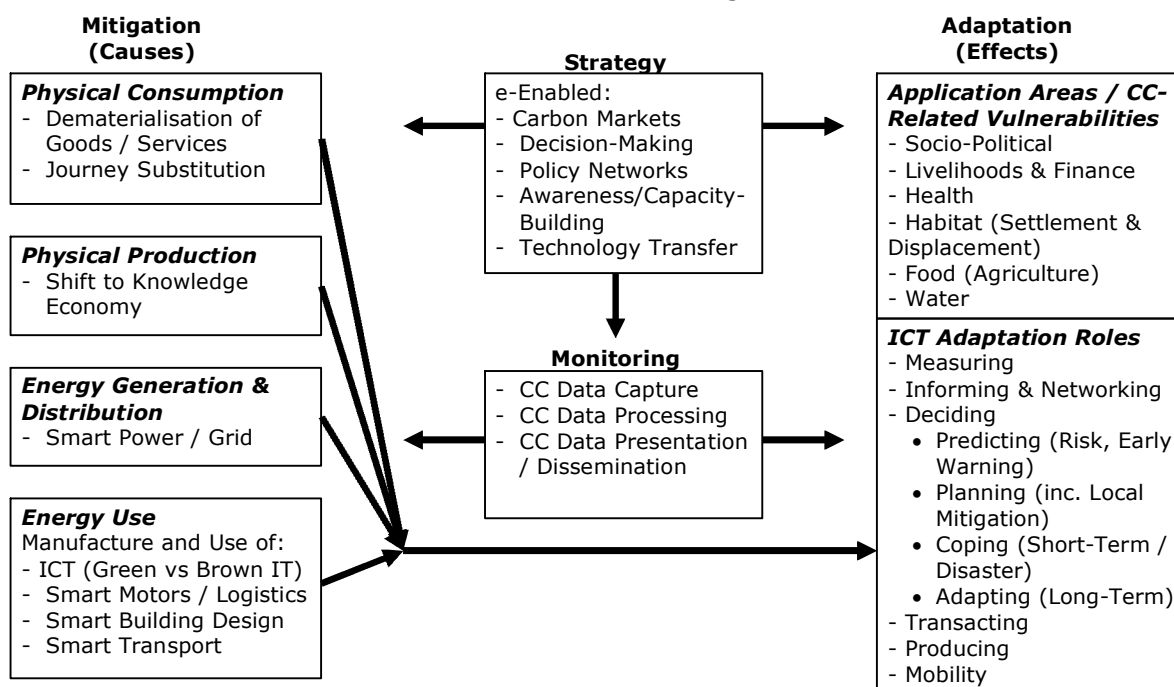 Mitigation
(Causes)
Physical Consumption
- Dematerialisation of
Goods / Services
- Journey Substitution
Physical Production
- Shift to Knowledge
Economy
Energy Generation &
Distribution
- Smart Power / Grid
Energy Use
Manufacture and Use of:
- ICT (Green vs Brown IT)
- Smart Motors / Logistics
- Smart Building Design
- Smart Transport
Strategy
e-Enabled:
- Carbon Markets
- Decision-Making
- Policy Networks
- Awareness/Capacity-
Building
- Technology Transfer
Monitoring
- CC Data Capture
- CC Data Processing
- CC Data Presentation
/ Dissemination
Adaptation
(Effects)
Application Areas / CC-
Related Vulnerabilities
- Socio-Political
- Livelihoods & Finance
- Health
- Habitat (Settlement &
Displacement)
- Food (Agriculture)
- Water
ICT Adaptation Roles
- Measuring
- Informing & Networking
- Deciding
• Predicting (Risk, Early
Warning)
• Planning (inc. Local
Mitigation)
• Coping (Short-Term /
Disaster)
• Adapting (Long-Term)
- Transacting
- Producing
- Mobility